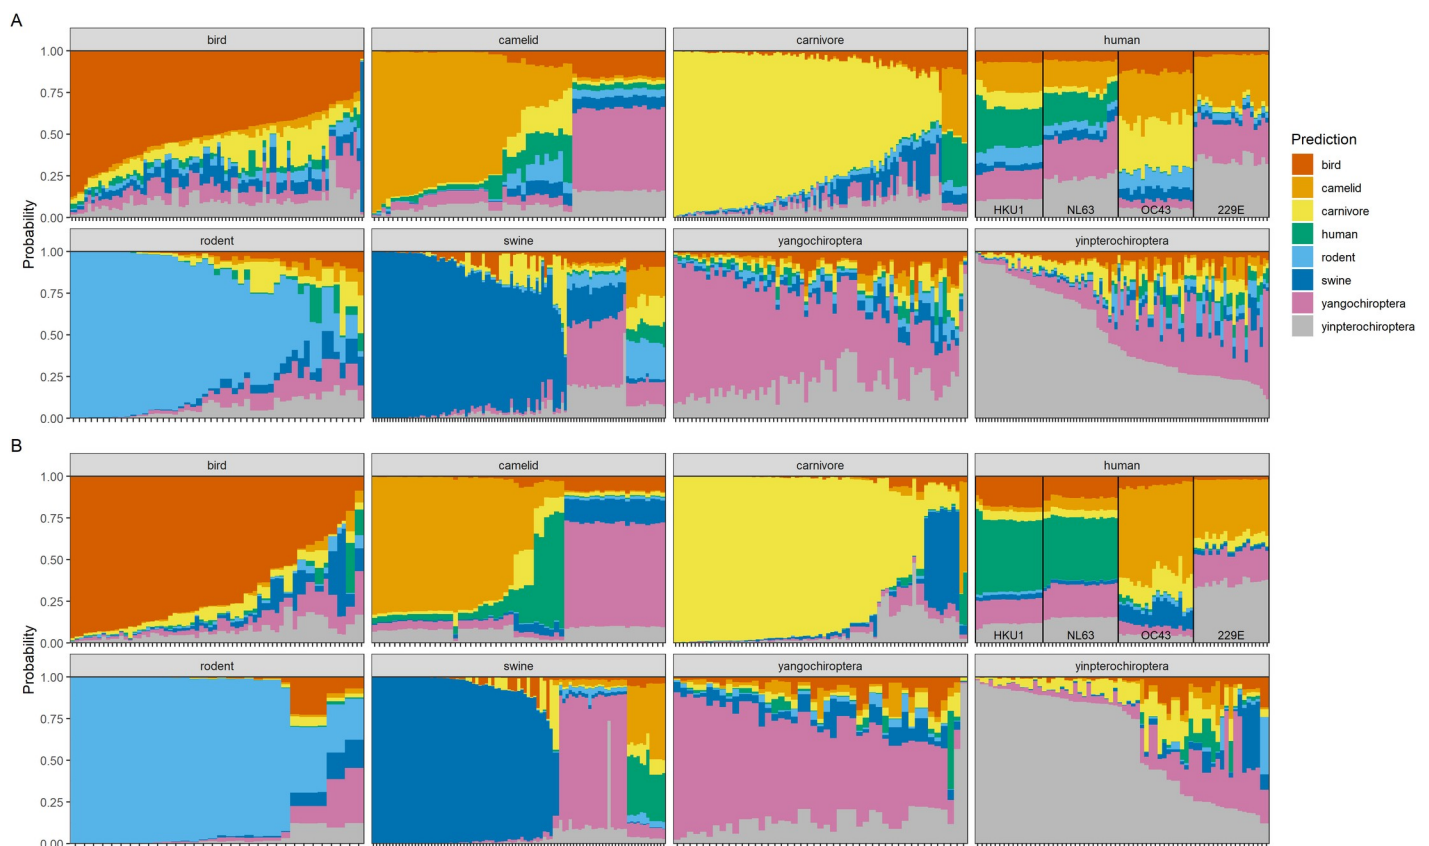 A
bird camelid carnivore human
1.00
0.75
0.50
0.25
0.00
HKU1 NL63 OC43 229E
rodent swine yangochiroptera yinpterochiroptera
1.00
0.75
0.50
0.25
0.00
Probability
Prediction
bird
camelid
carnivore
human
rodent
swine
yangochiroptera
yinpterochiroptera
B
bird camelid carnivore human
1.00
0.75
0.50
0.25
0.00
HKU1 NL63 OC43 229E
rodent swine yangochiroptera yinpterochiroptera
1.00
0.75
0.50
0.25
0.00
Probability